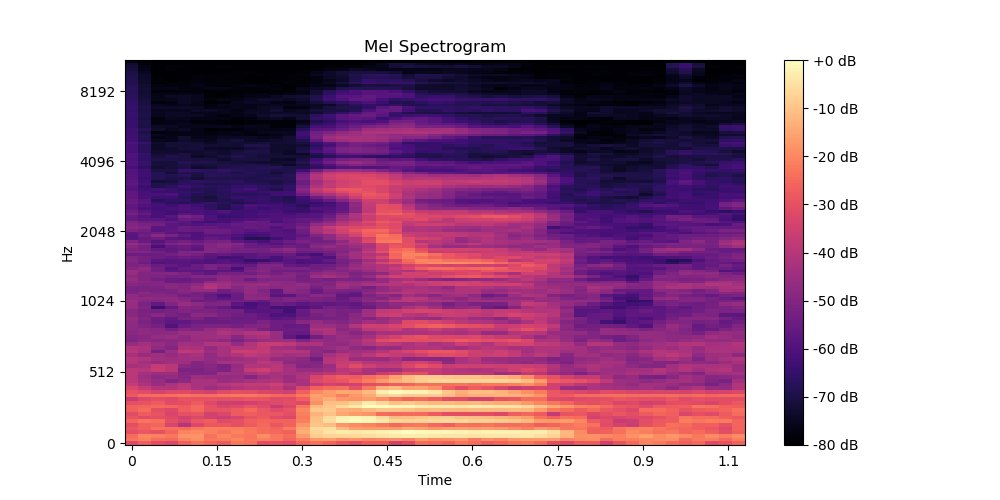 Mel Spectrogram
Hz
8192
4096
2048
1024
512
0
0 0.15 0.3 0.45 0.6 0.75 0.9 1.1
Time
+0 dB
-10 dB
-20 dB
-30 dB
-40 dB
-50 dB
-60 dB
-70 dB
-80 dB